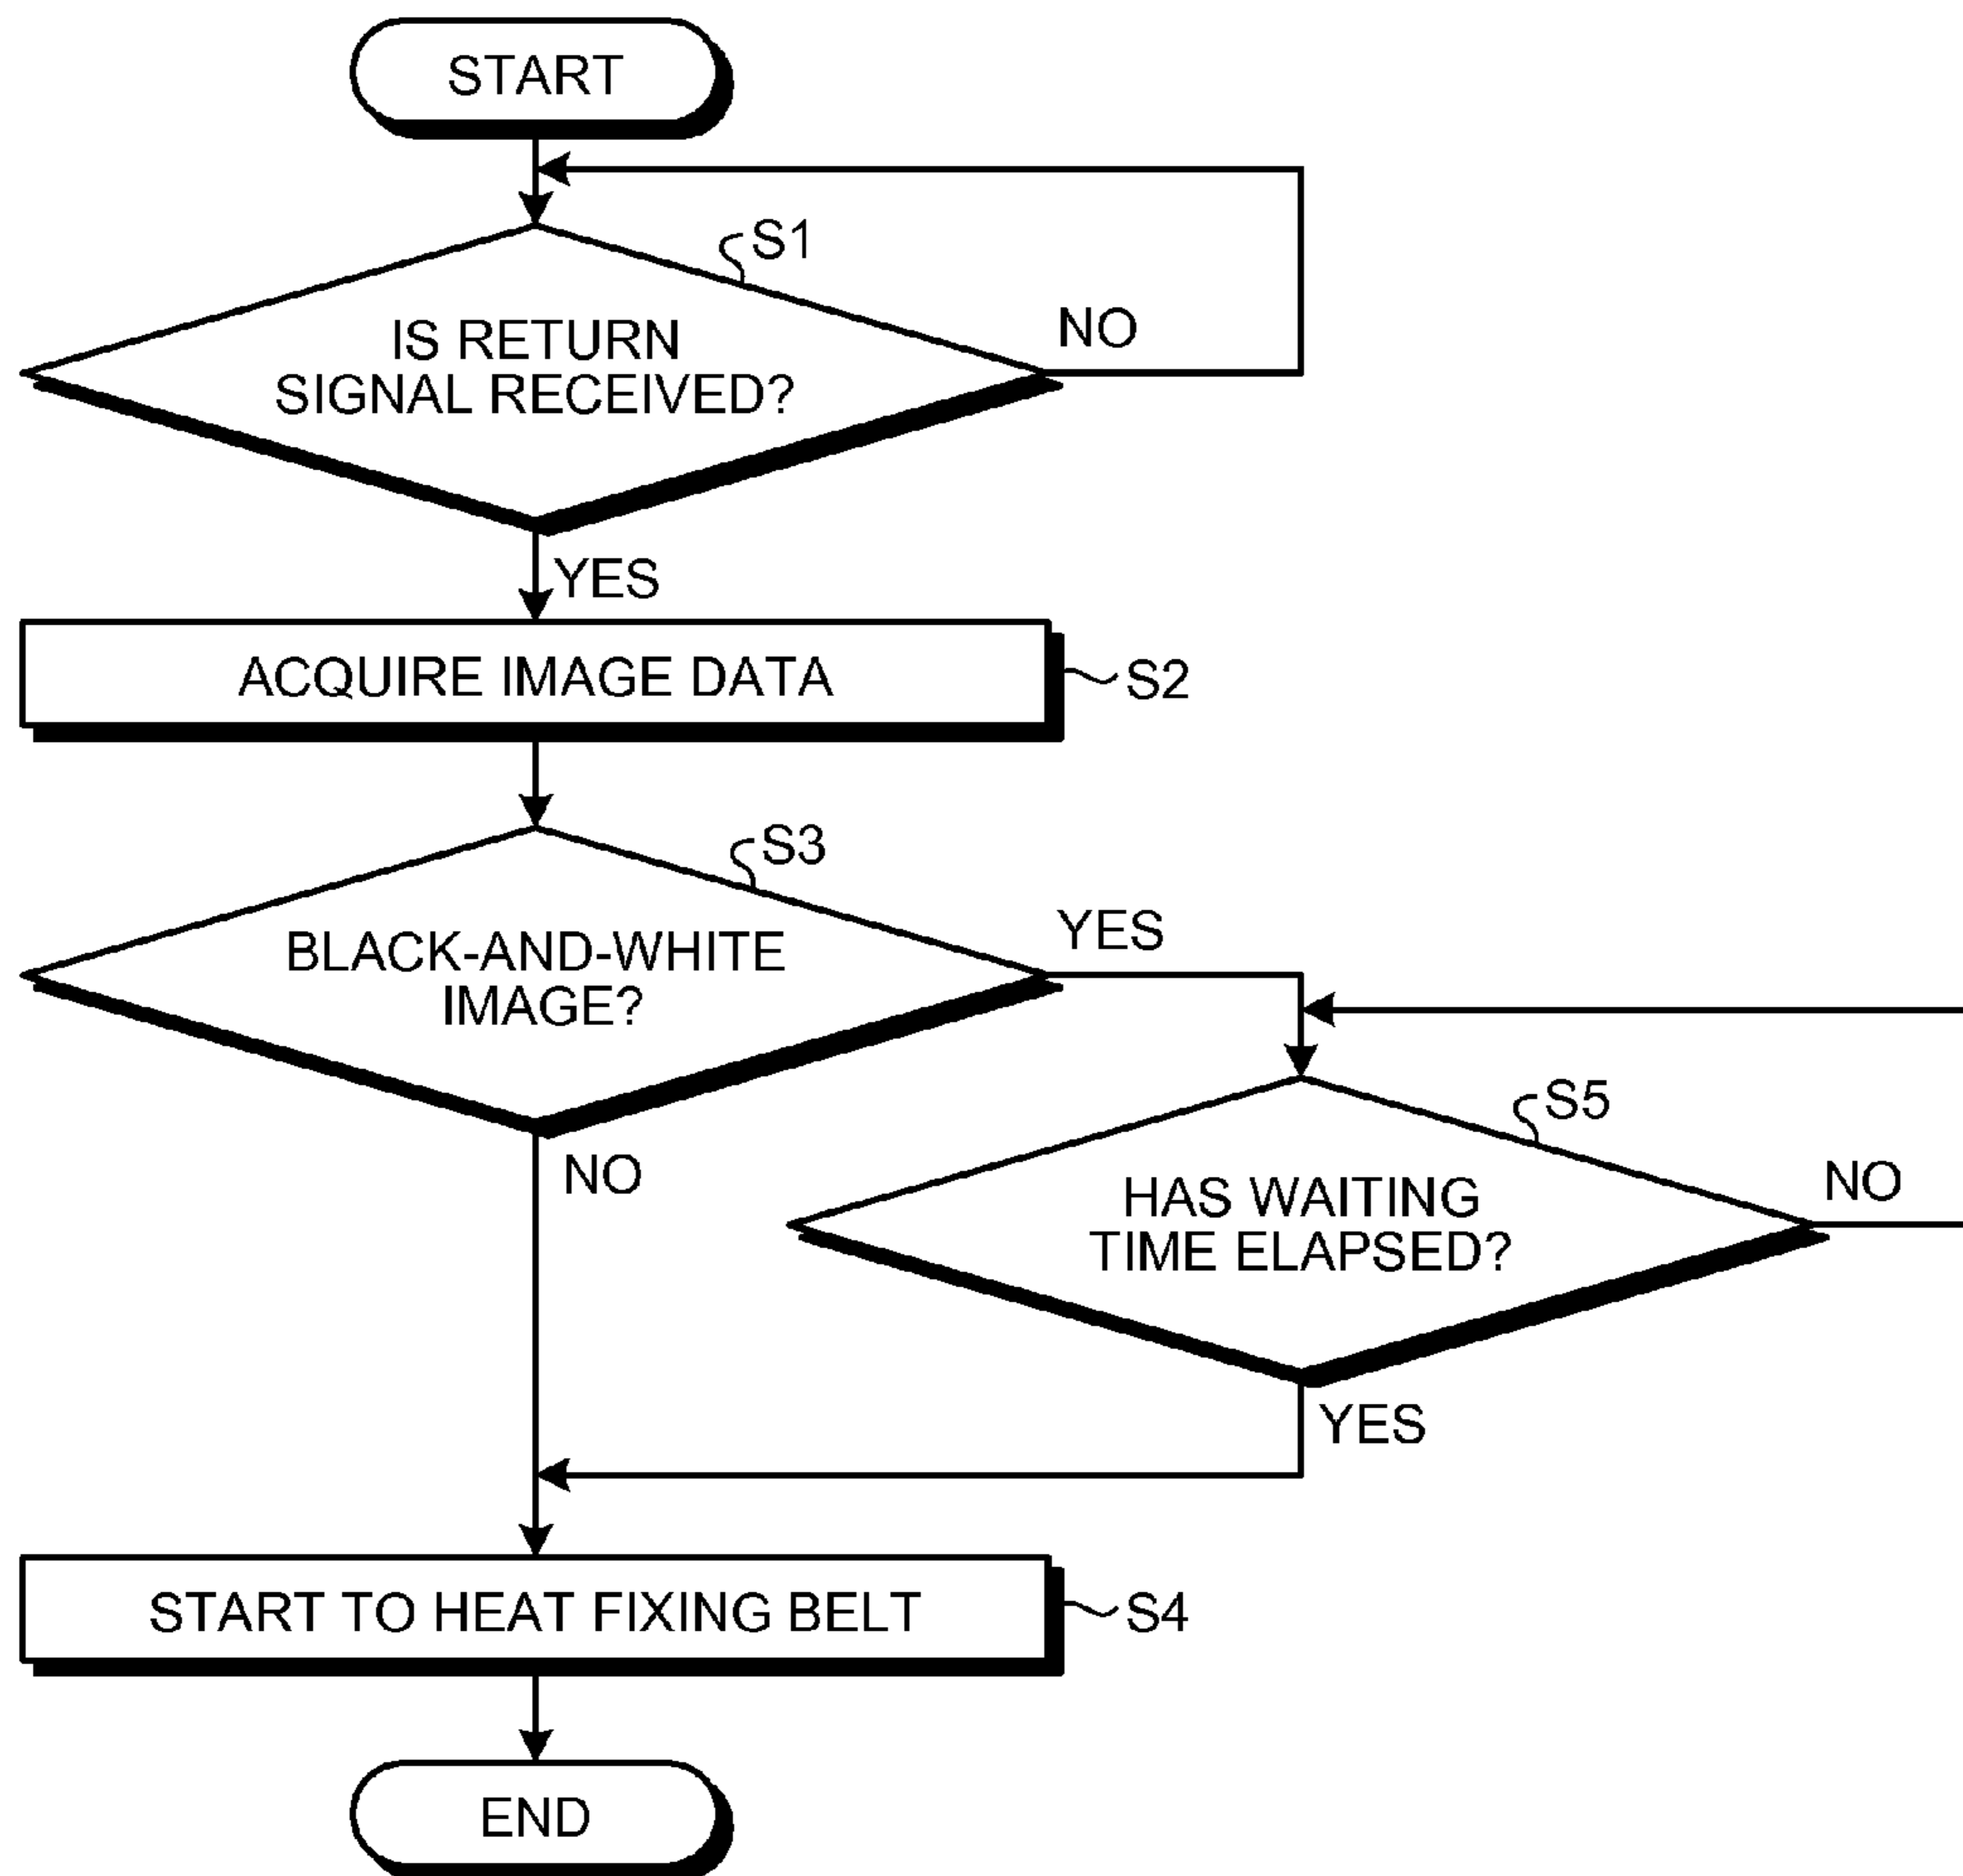 START
S1
IS RETURN
SIGNAL RECEIVED?
NO
YES
ACQUIRE IMAGE DATA
S2
S3
BLACK-AND-WHITE
IMAGE?
YES
NO
S5
HAS WAITING
TIME ELAPSED?
NO
YES
START TO HEAT FIXING BELT
S4
END